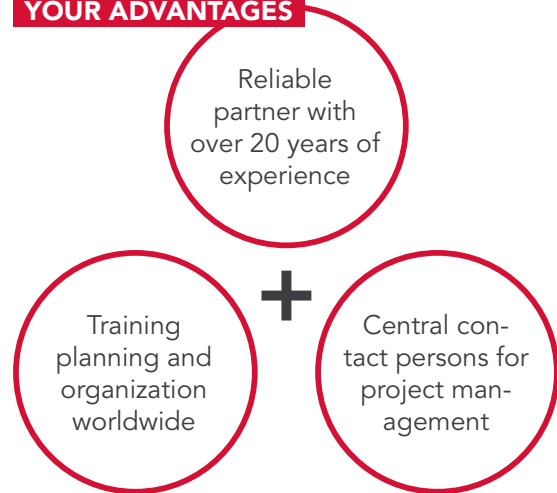 YOUR ADVANTAGES
Reliable
partner with
over 20 years of
experience
+
Training
planning and
organization
worldwide
Central con-
tact persons for
project man-
agement